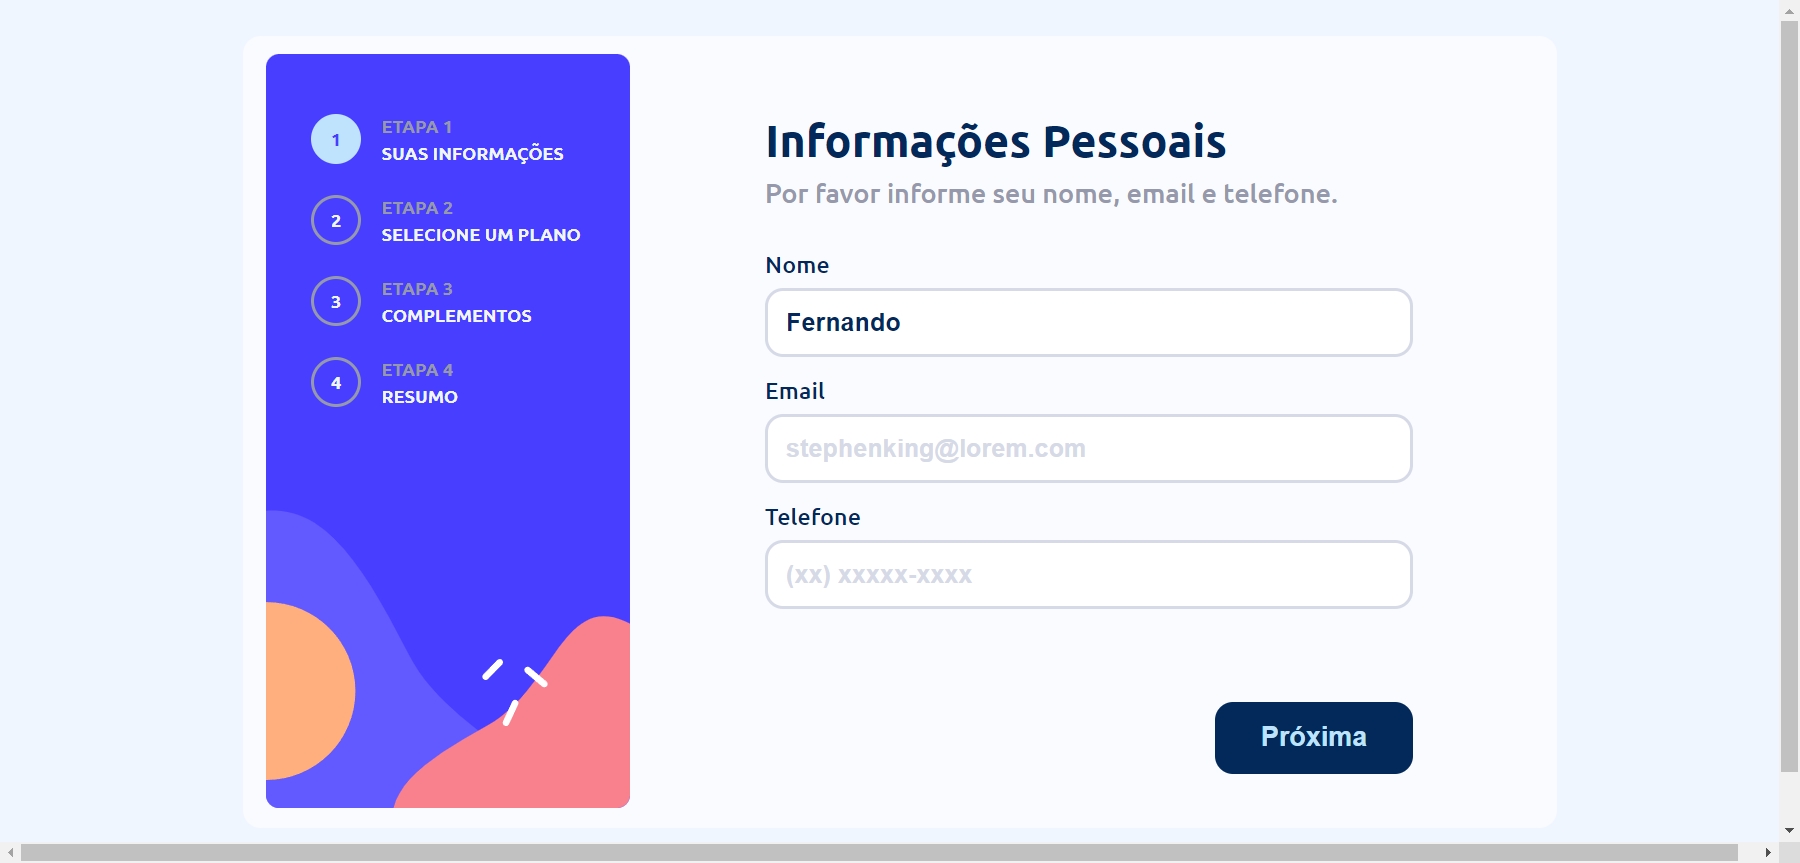 1
ETAPA 1
SUAS INFORMAÇÕES
2
ETAPA 2
SELECIONE UM PLANO
3
ETAPA 3
COMPLEMENTOS
4
ETAPA 4
RESUMO
Informações Pessoais
Por favor informe seu nome, email e telefone.
Nome
Fernando
Email
stephenking@lorem.com
Telefone
(xx) xxxxx-xxxx
Próxima